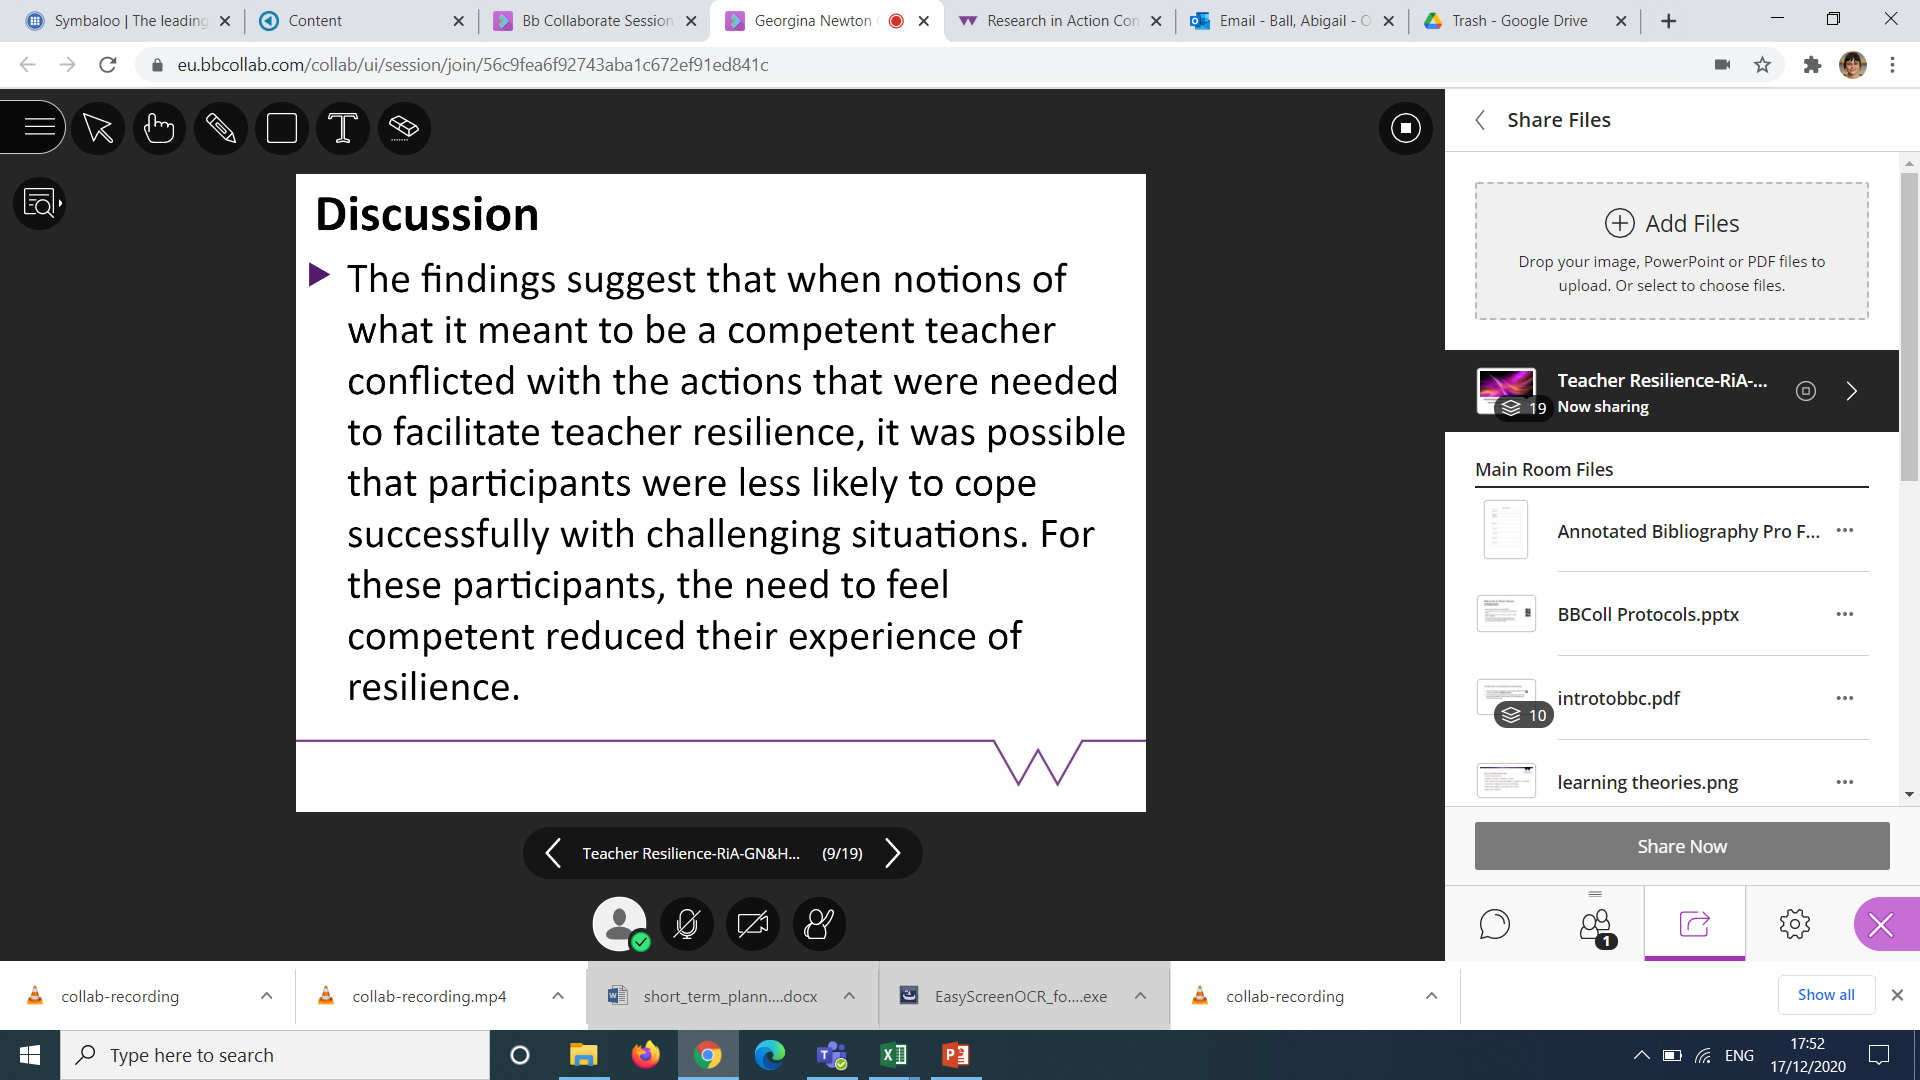 Symbaloo | The leading
Content
Bb Collaborate Session
Georgina Newton
Research in Action Con
Email - Ball, Abigail - O
Trash - Google Drive
eu.bbcollab.com/collab/ui/session/join/56c9fea6f92743aba1c672ef91ed841c
Discussion
The findings suggest that when notions of
what it meant to be a competent teacher
conflicted with the actions that were needed
to facilitate teacher resilience, it was possible
that participants were less likely to cope
successfully with challenging situations. For
these participants, the need to feel
competent reduced their experience of
resilience.
Teacher Resilience-RiA-GN&H... (9/19)
Share Files
Add Files
Drop your image, PowerPoint or PDF files to
upload. Or select to choose files.
Teacher Resilience-RiA-...
19
Now sharing
Main Room Files
Annotated Bibliography Pro F...
BBColl Protocols.pptx
introtobbc.pdf
10
learning theories.png
Share Now
1
collab-recording
collab-recording.mp4
short_term_plann....docx
EasyScreenOCR_fo....exe
collab-recording
Show all
Type here to search
ENG
17:52
17/12/2020